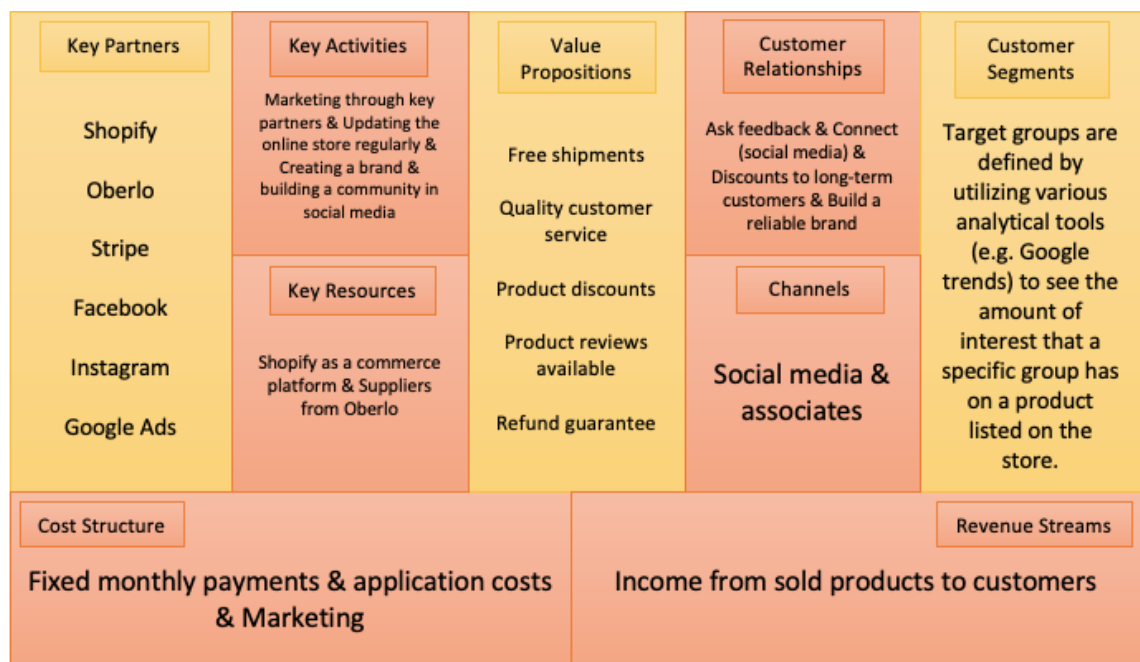 Key Partners
Shopify
Oberlo
Stripe
Facebook
Instagram
Google Ads
Key Activities
Marketing through key
partners & Updating the
online store regularly &
Creating a brand &
building a community in
social media
Key Resources
Shopify as a commerce
platform & Suppliers
from Oberlo
Value
Propositions
Free shipments
Quality customer
service
Product discounts
Product reviews
available
Refund guarantee
Customer
Relationships
Ask feedback & Connect
(social media) &
Discounts to long-term
customers & Build a
reliable brand
Channels
Social media &
associates
Customer
Segments
Target groups are
defined by
utilizing various
analytical tools
(e.g. Google
trends) to see the
amount of
interest that a
specific group has
on a product
listed on the
store.
Cost Structure
Fixed monthly payments & application costs
& Marketing
Revenue Streams
Income from sold products to customers